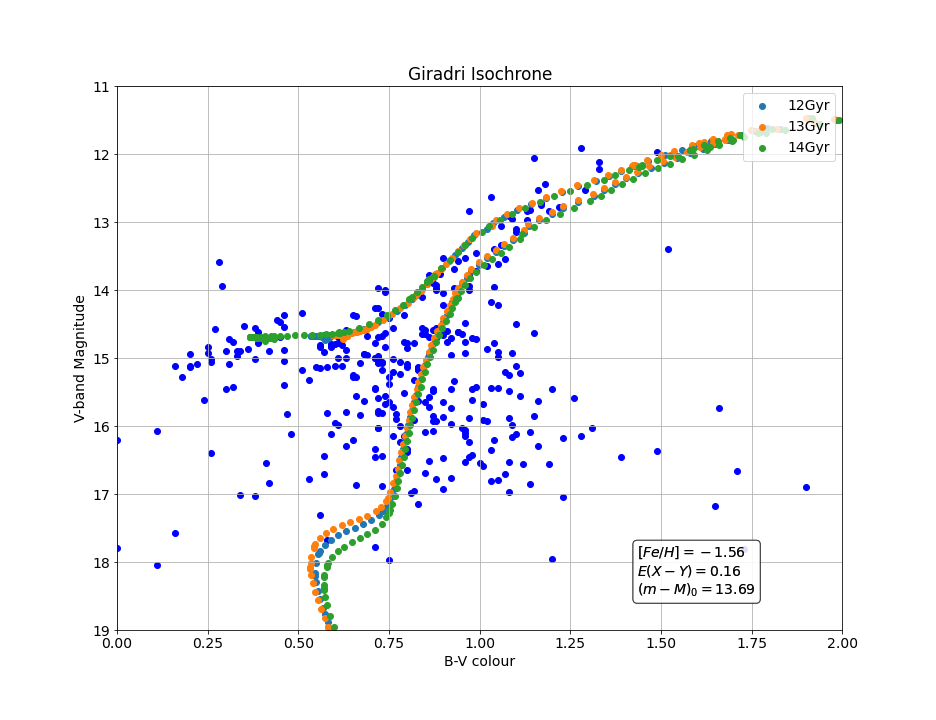 Giradri Isochrone
V-band Magnitude
11
12
13
14
15
16
17
18
19
12Gyr
13Gyr
14Gyr
[Fe/H] = −1.56
E(X − Y) = 0.16
(m − M)₀ = 13.69
0.00 0.25 0.50 0.75 1.00 1.25 1.50 1.75 2.00
B-V colour